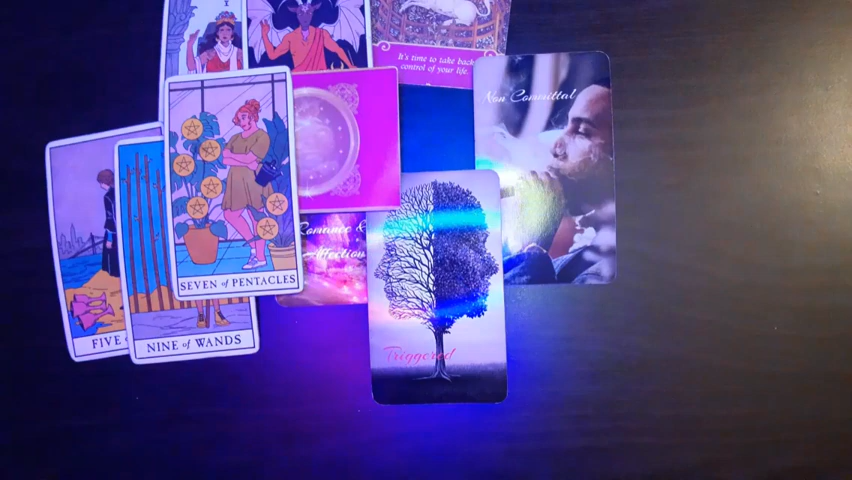 It's time to take back
control of your life.
Non Committal
Romance &
Affection
Triggered
SEVEN of PENTACLES
FIVE
NINE of WANDS